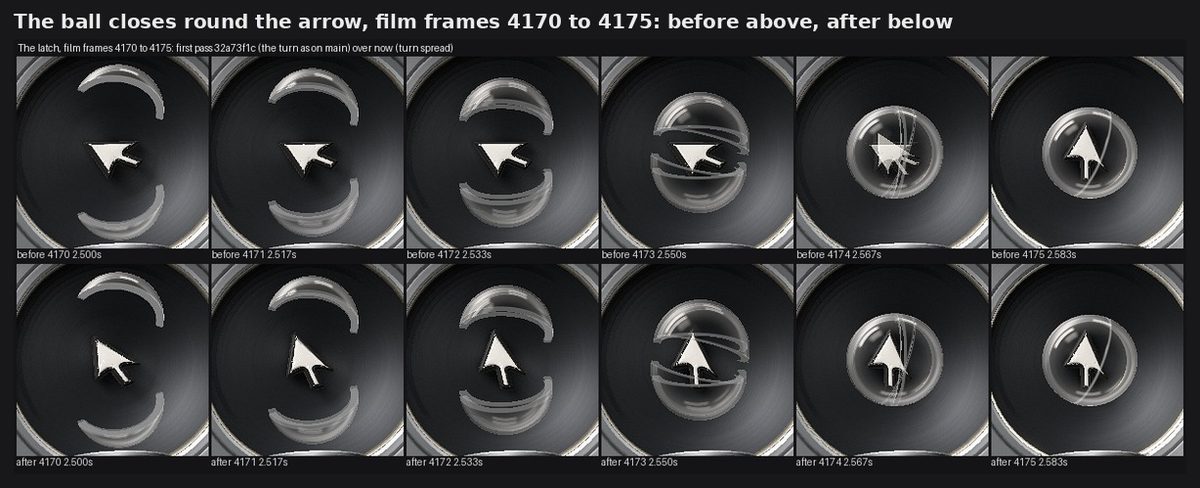 The ball closes round the arrow, film frames 4170 to 4175: before above, after below
The latch, film frames 4170 to 4175: first pass 32a73f1c (the turn as on main) over now (turn spread)
before 4170 2.500s before 4171 2.517s before 4172 2.533s before 4173 2.550s before 4174 2.567s before 4175 2.583s
after 4170 2.500s after 4171 2.517s after 4172 2.533s after 4173 2.550s after 4174 2.567s after 4175 2.583s